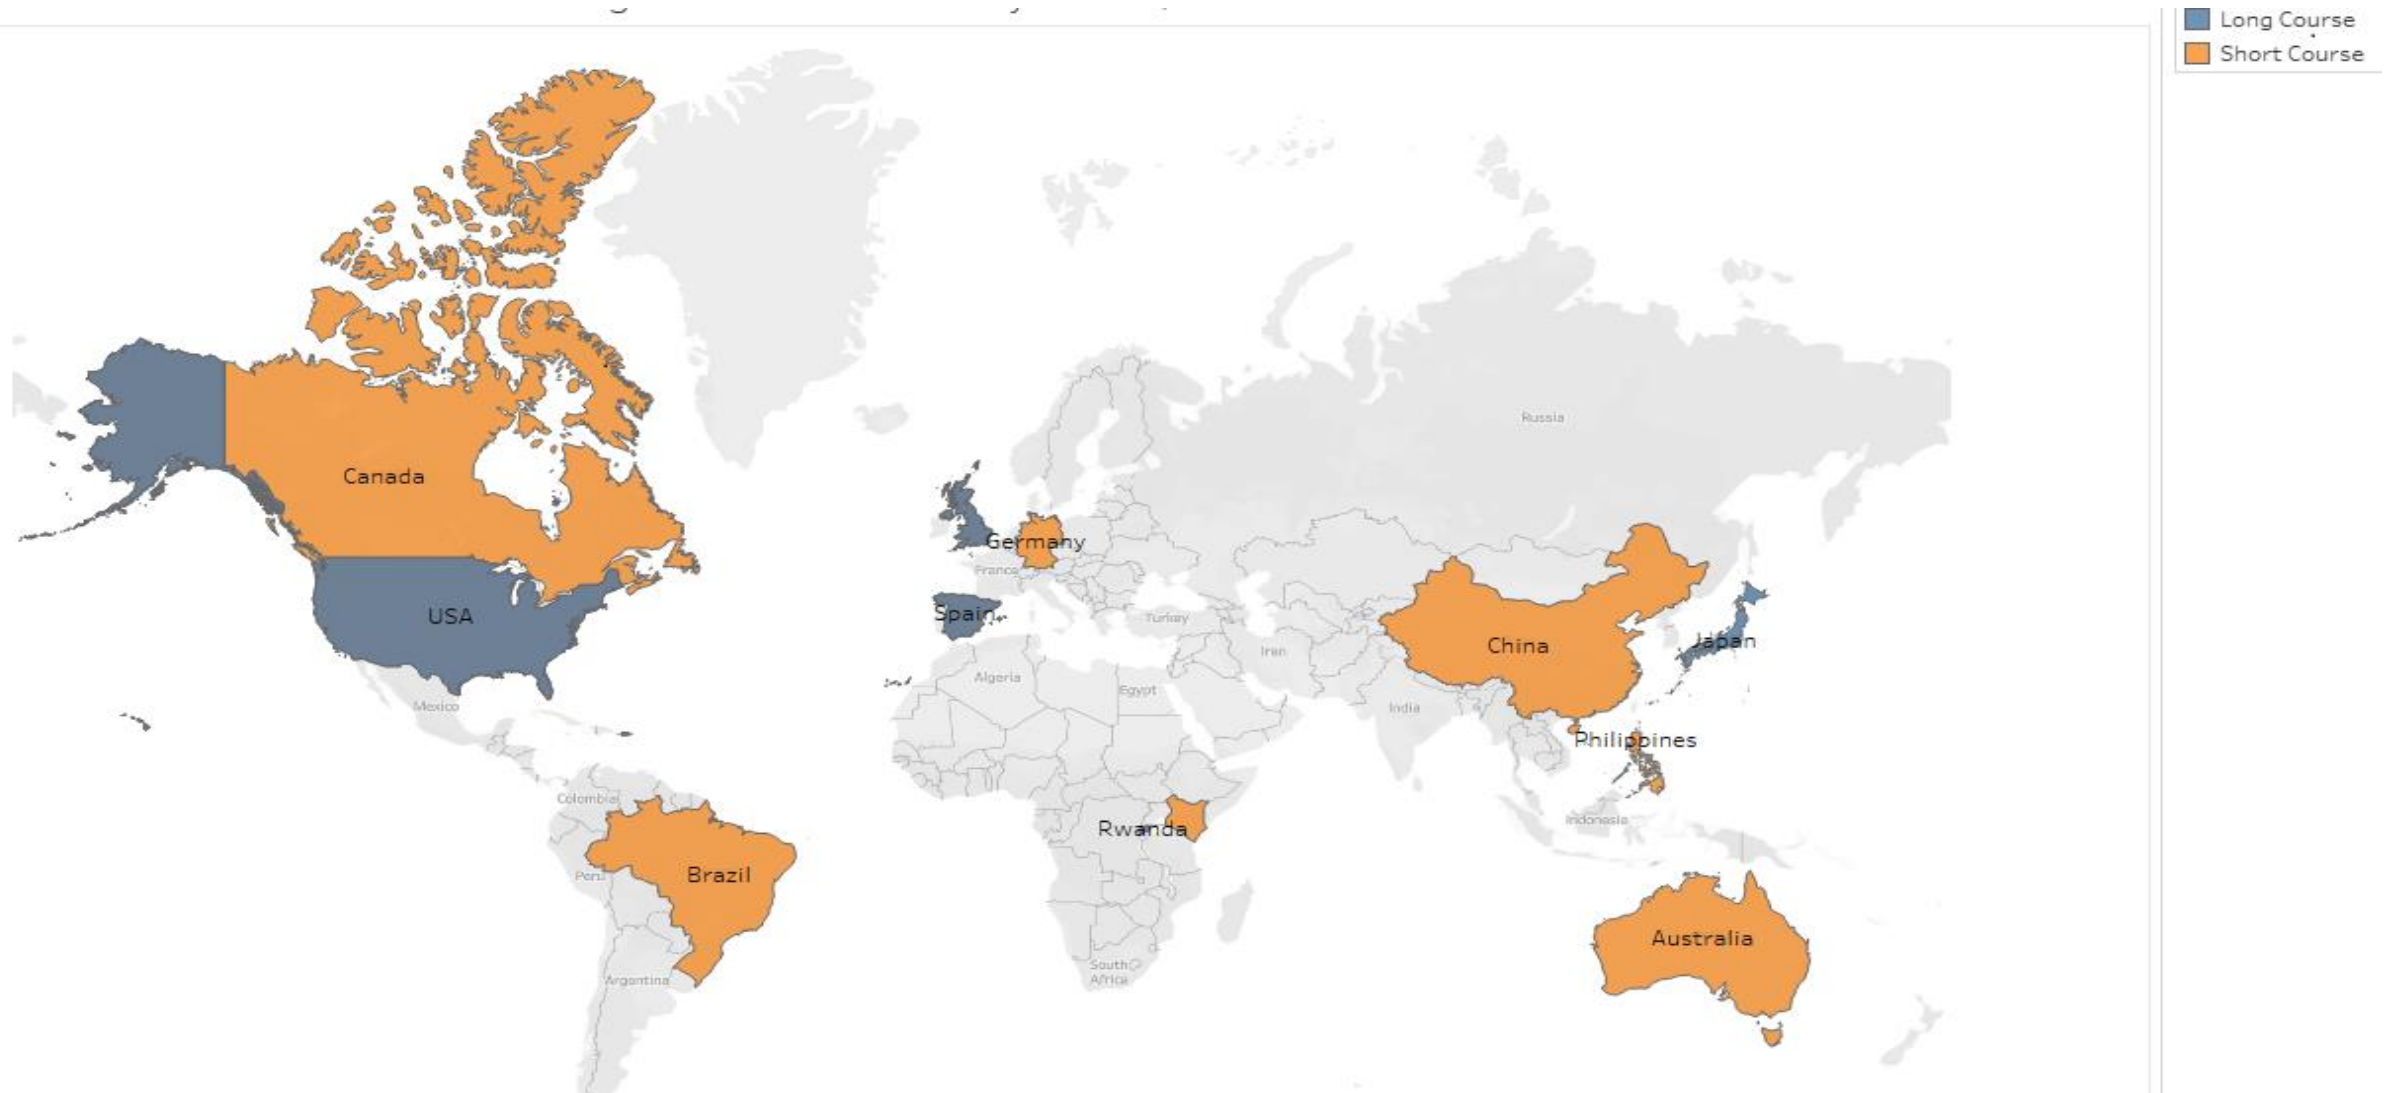 Long Course
Short Course
Russia
Canada
Germany
France
USA
Spain
Turkey
China
Japan
Iran
Algeria
Egypt
Mexico
India
Philippines
Colombia
Indonesia
Rwanda
Peru
Brazil
Australia
South
Africa
Argentina